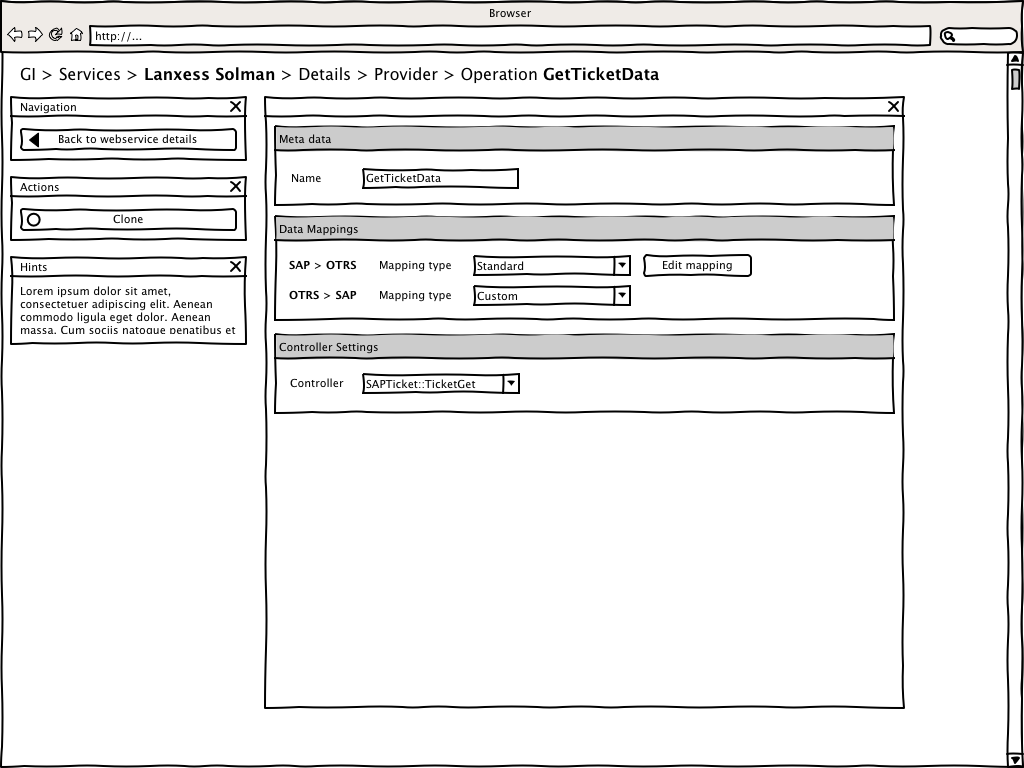 Browser
http://...
GI > Services > Lanxess Solman > Details > Provider > Operation GetTicketData
Navigation
Back to webservice details
Actions
Clone
Hints
Lorem ipsum dolor sit amet,
consectetuer adipiscing elit. Aenean
commodo ligula eget dolor. Aenean
massa. Cum sociis natoque penatibus et
Meta data
Name GetTicketData
Data Mappings
SAP > OTRS Mapping type Standard Edit mapping
OTRS > SAP Mapping type Custom
Controller Settings
Controller SAPTicket::TicketGet